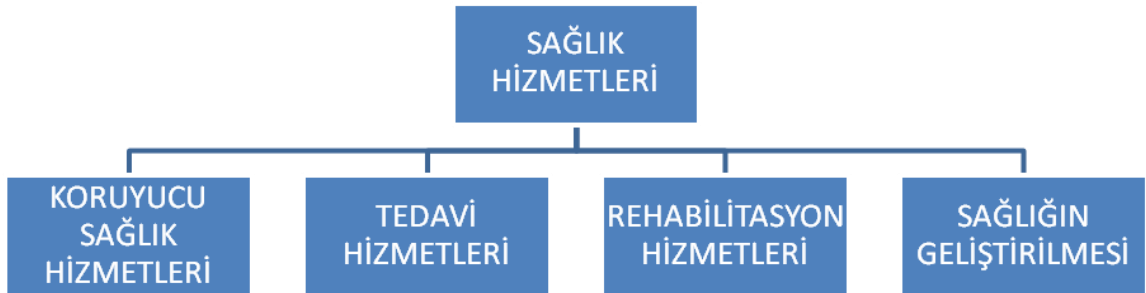 SAĞLIK
HİZMETLERİ
KORUYUCU
SAĞLIK
HİZMETLERİ
TEDAVİ
HİZMETLERİ
REHABİLİTASYON
HİZMETLERİ
SAĞLIĞIN
GELİŞTİRİLMESİ